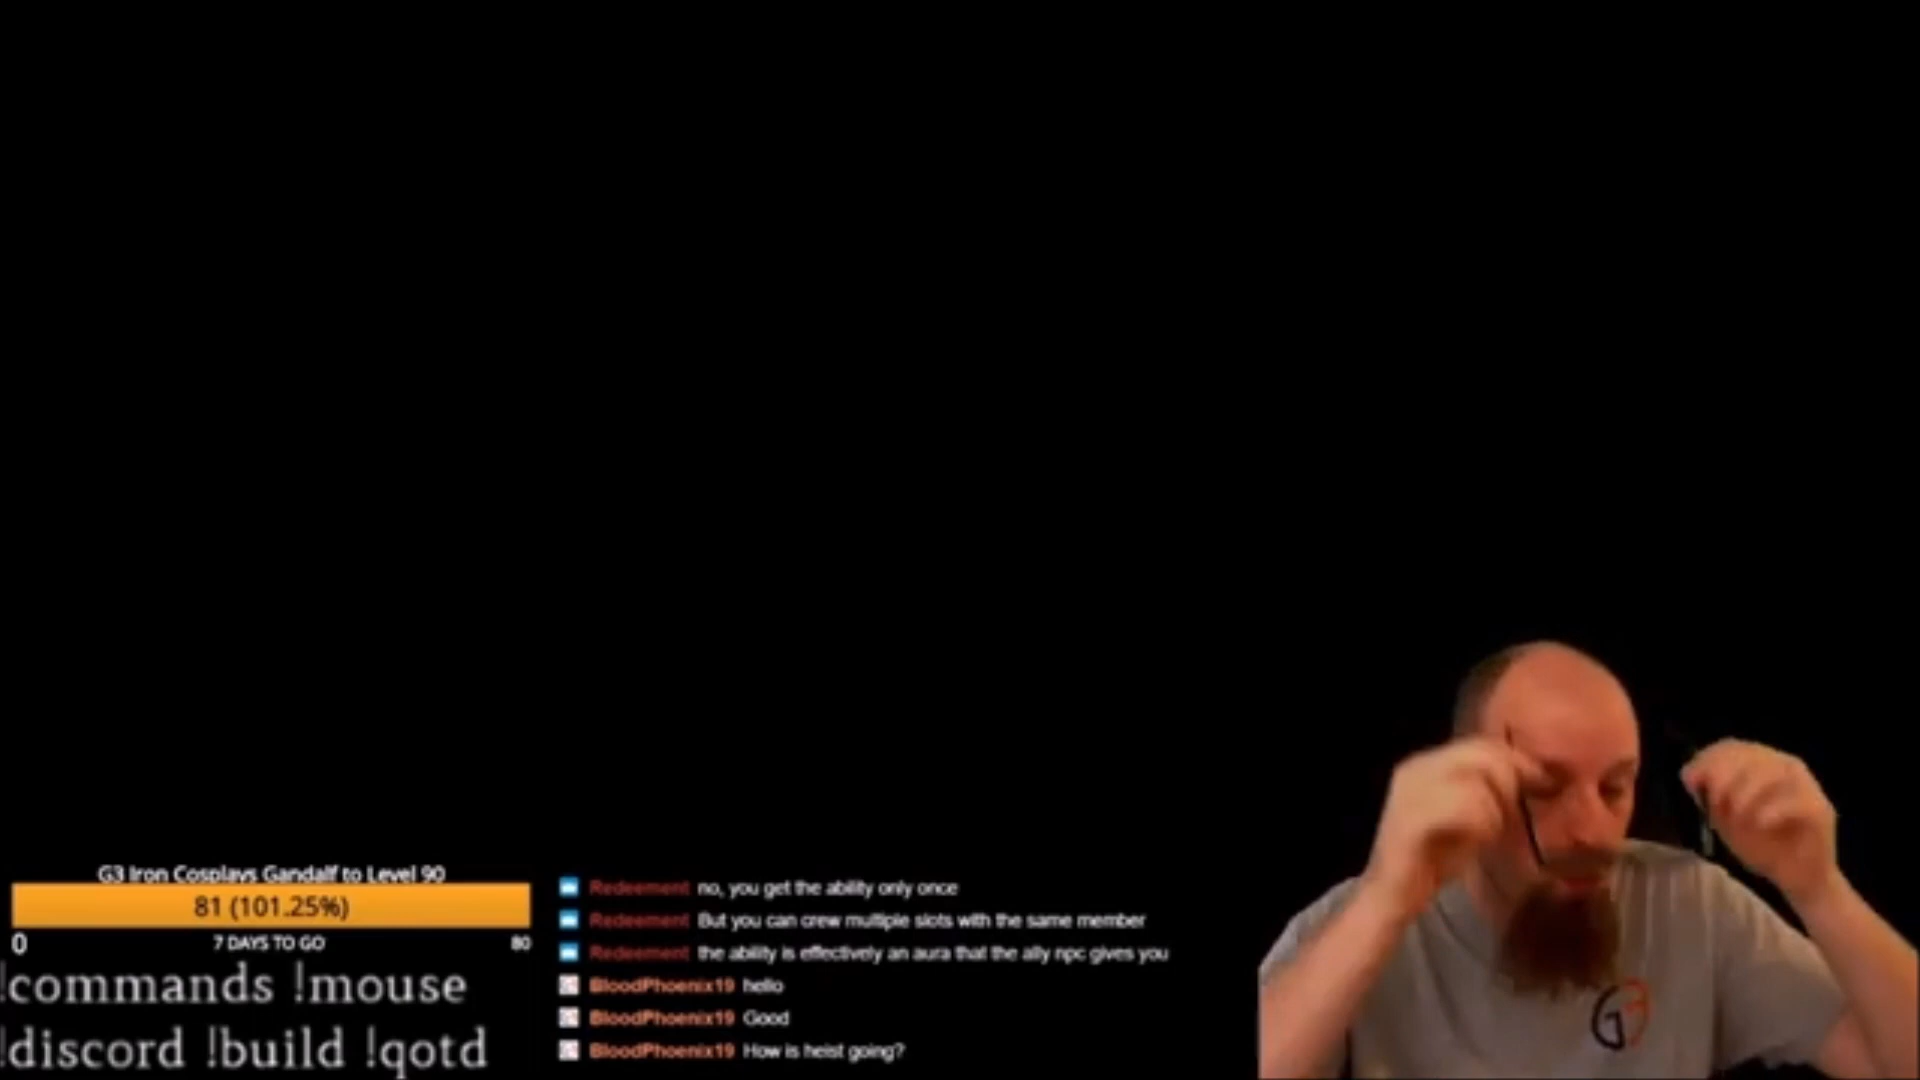 G3 Iron Cosplays Gandalf to Level 90
81 (101.25%)
0 7 DAYS TO GO 80
!commands !mouse
!discord !build !qotd
Redeement no, you get the ability only once
Redeement But you can crew multiple slots with the same member
Redeement the ability is effectively an aura that the ally npc gives you
BloodPhoenix19 hello
BloodPhoenix19 Good
BloodPhoenix19 How is heist going?
G3